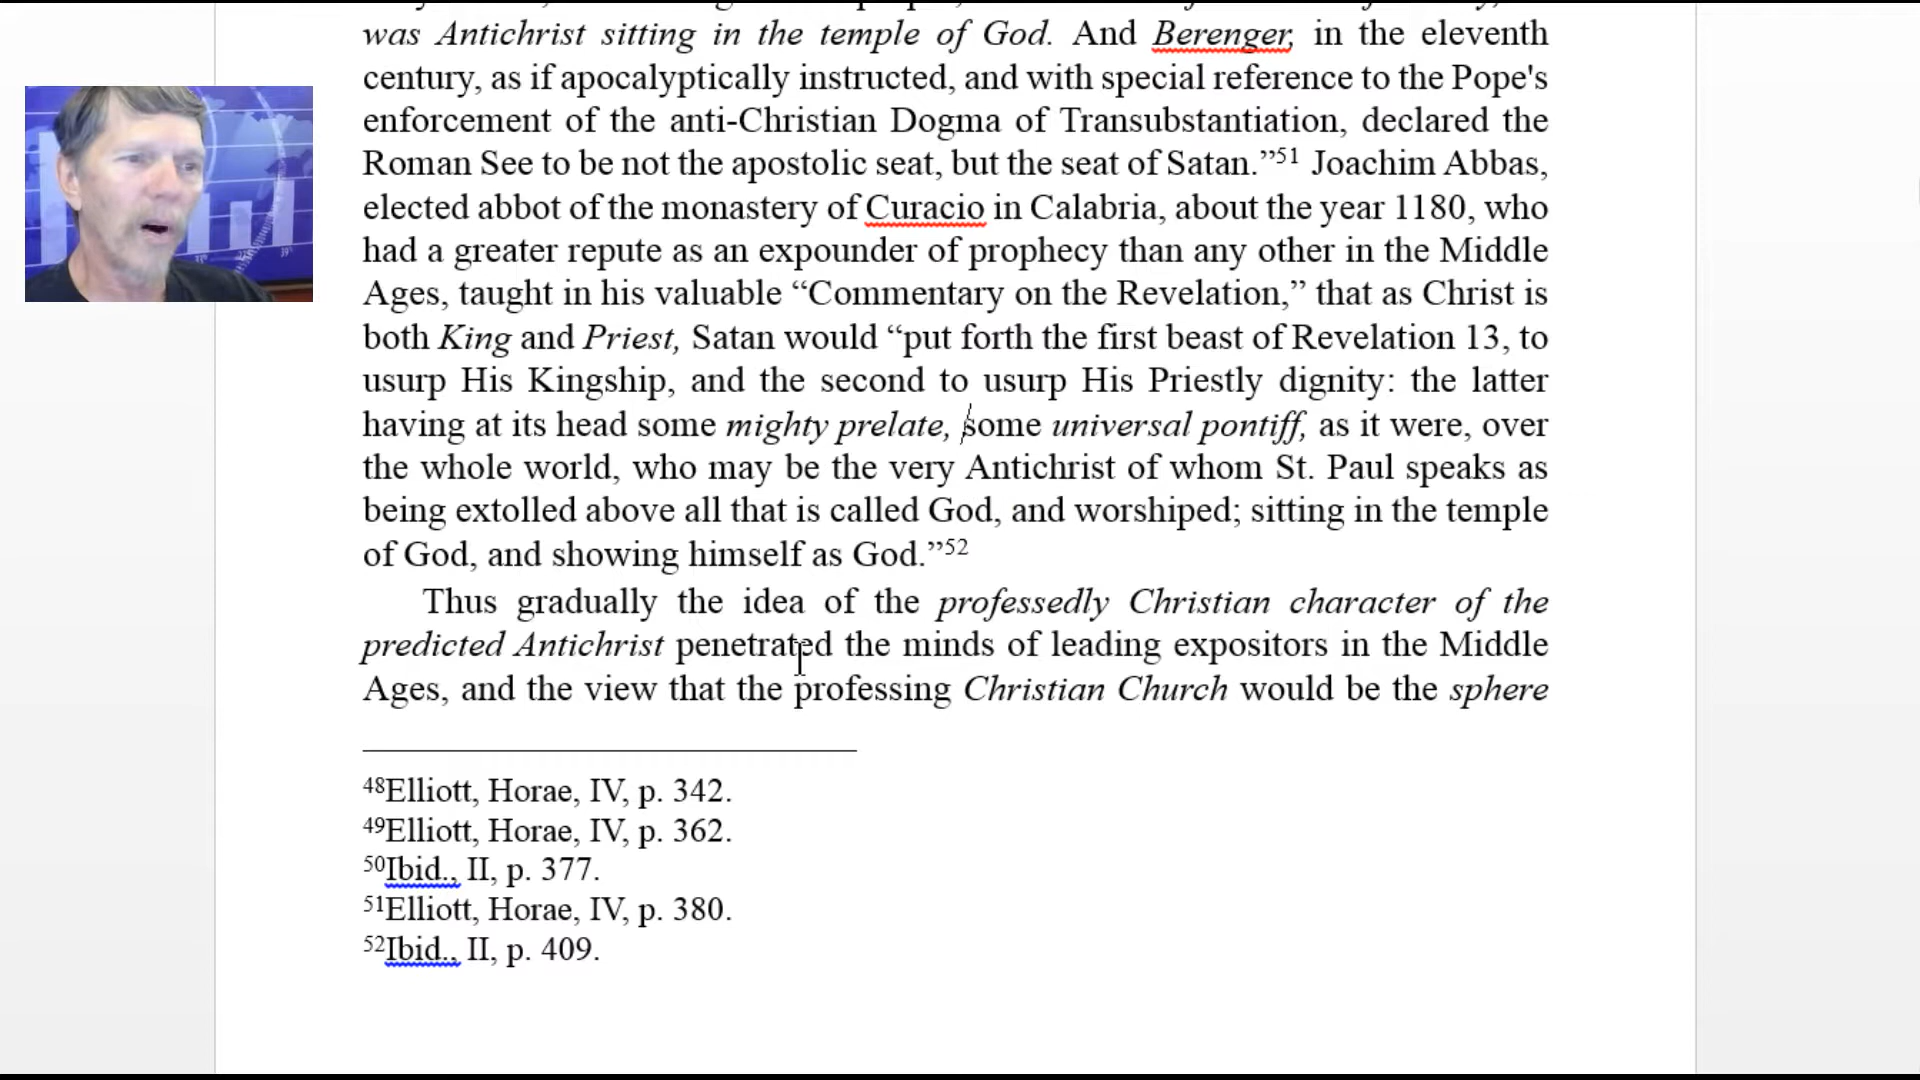 was Antichrist sitting in the temple of God. And Berenger, in the eleventh
century, as if apocalyptically instructed, and with special reference to the Pope's
enforcement of the anti-Christian Dogma of Transubstantiation, declared the
Roman See to be not the apostolic seat, but the seat of Satan.”51 Joachim Abbas,
elected abbot of the monastery of Curacio in Calabria, about the year 1180, who
had a greater repute as an expounder of prophecy than any other in the Middle
Ages, taught in his valuable “Commentary on the Revelation,” that as Christ is
both King and Priest, Satan would “put forth the first beast of Revelation 13, to
usurp His Kingship, and the second to usurp His Priestly dignity: the latter
having at its head some mighty prelate, some universal pontiff, as it were, over
the whole world, who may be the very Antichrist of whom St. Paul speaks as
being extolled above all that is called God, and worshiped; sitting in the temple
of God, and showing himself as God.”52
Thus gradually the idea of the professedly Christian character of the
predicted Antichrist penetrated the minds of leading expositors in the Middle
Ages, and the view that the professing Christian Church would be the sphere
48Elliott, Horae, IV, p. 342.
49Elliott, Horae, IV, p. 362.
50Ibid., II, p. 377.
51Elliott, Horae, IV, p. 380.
52Ibid., II, p. 409.